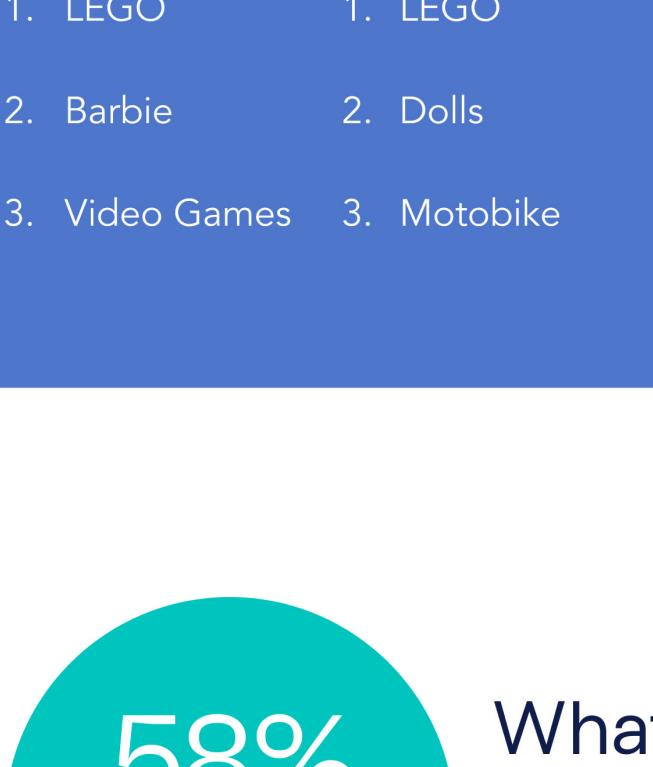 1. LEGO
2. Barbie
3. Video Games
1. LEGO
2. Dolls
3. Motobike
58%
What